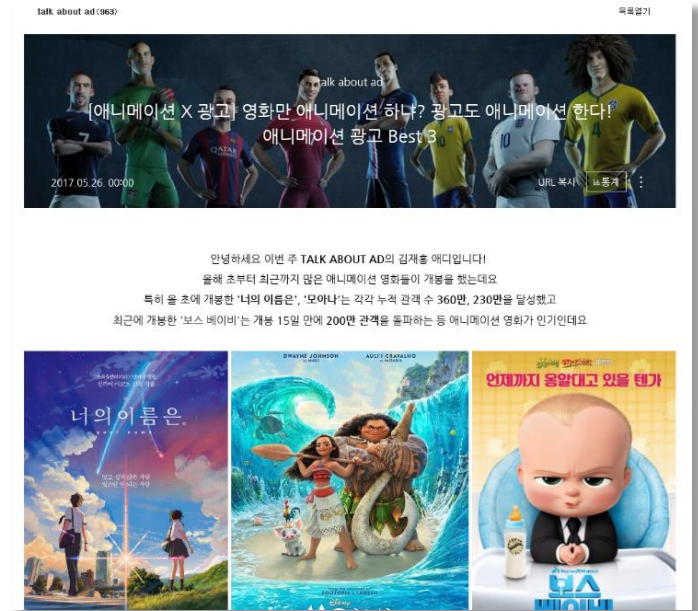 talk about ad (963)
목록열기
talk about ad
[애니메이션 X 광고] 영화만 애니메이션 하냐? 광고도 애니메이션 한다!
애니메이션 광고 Best 3
2017.05.26. 00:00
URL 복사
통계
QATAR
7
10
10
4
안녕하세요 이번 주 TALK ABOUT AD의 김재홍 애디입니다!
올해 초부터 최근까지 많은 애니메이션 영화들이 개봉을 했는데요
특히 올 초에 개봉한 '너의 이름은', '모아나'는 각각 누적 관객 수 360만, 230만을 달성했고
최근에 개봉한 '보스 베이비'는 개봉 15일 만에 200만 관객을 돌파하는 등 애니메이션 영화가 인기인데요
너의 이름은。
your name.
DWAYNE JOHNSON
AULI'I CRAVALHO
Disney
언제까지 옹알대고 있을 텐가
보스
베이비